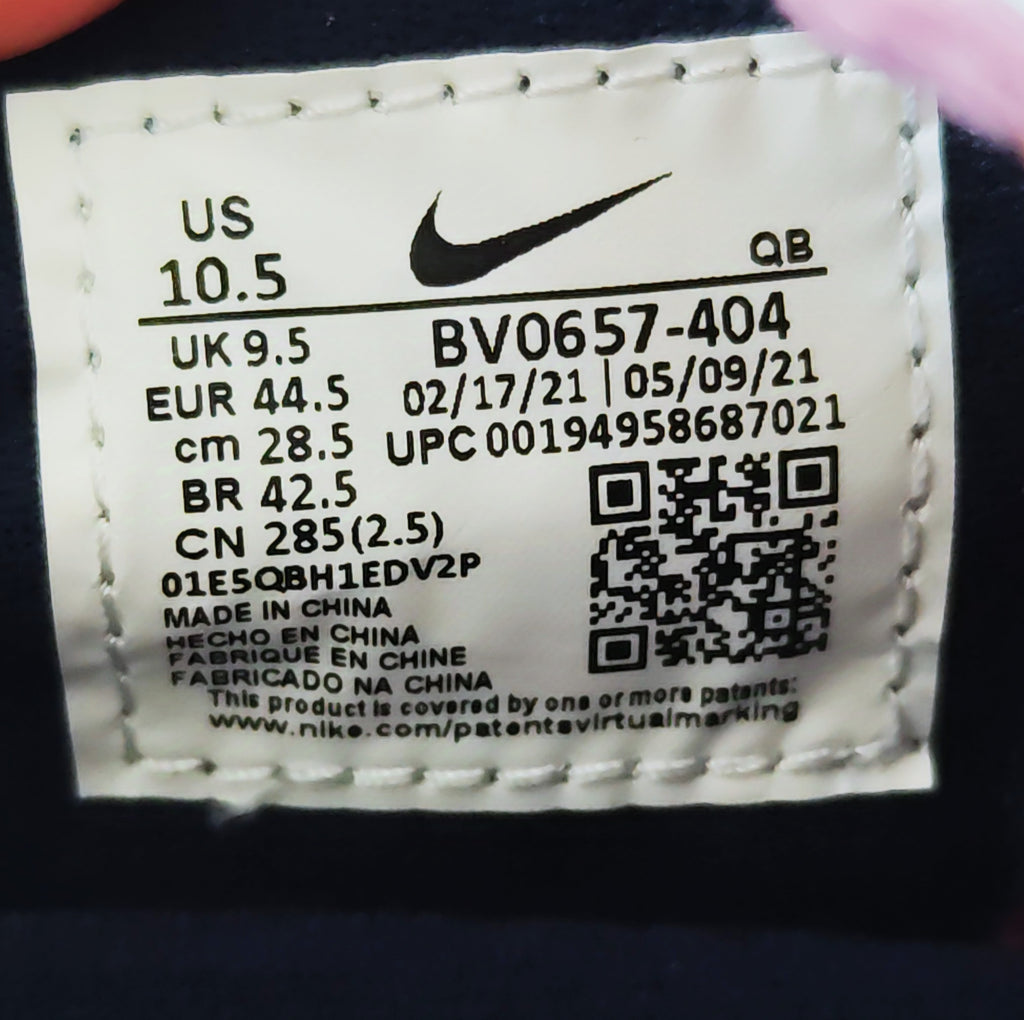 US
10.5
QB
UK 9.5
BV0657-404
EUR 44.5
02/17/21 | 05/09/21
cm 28.5
UPC 00194958687021
BR 42.5
CN 285(2.5)
01E5QBH1EDV2P
MADE IN CHINA
HECHO EN CHINA
FABRIQUE EN CHINE
FABRICADO NA CHINA
This product is covered by one or more patents:
www.nike.com/patentsvirtualmarking